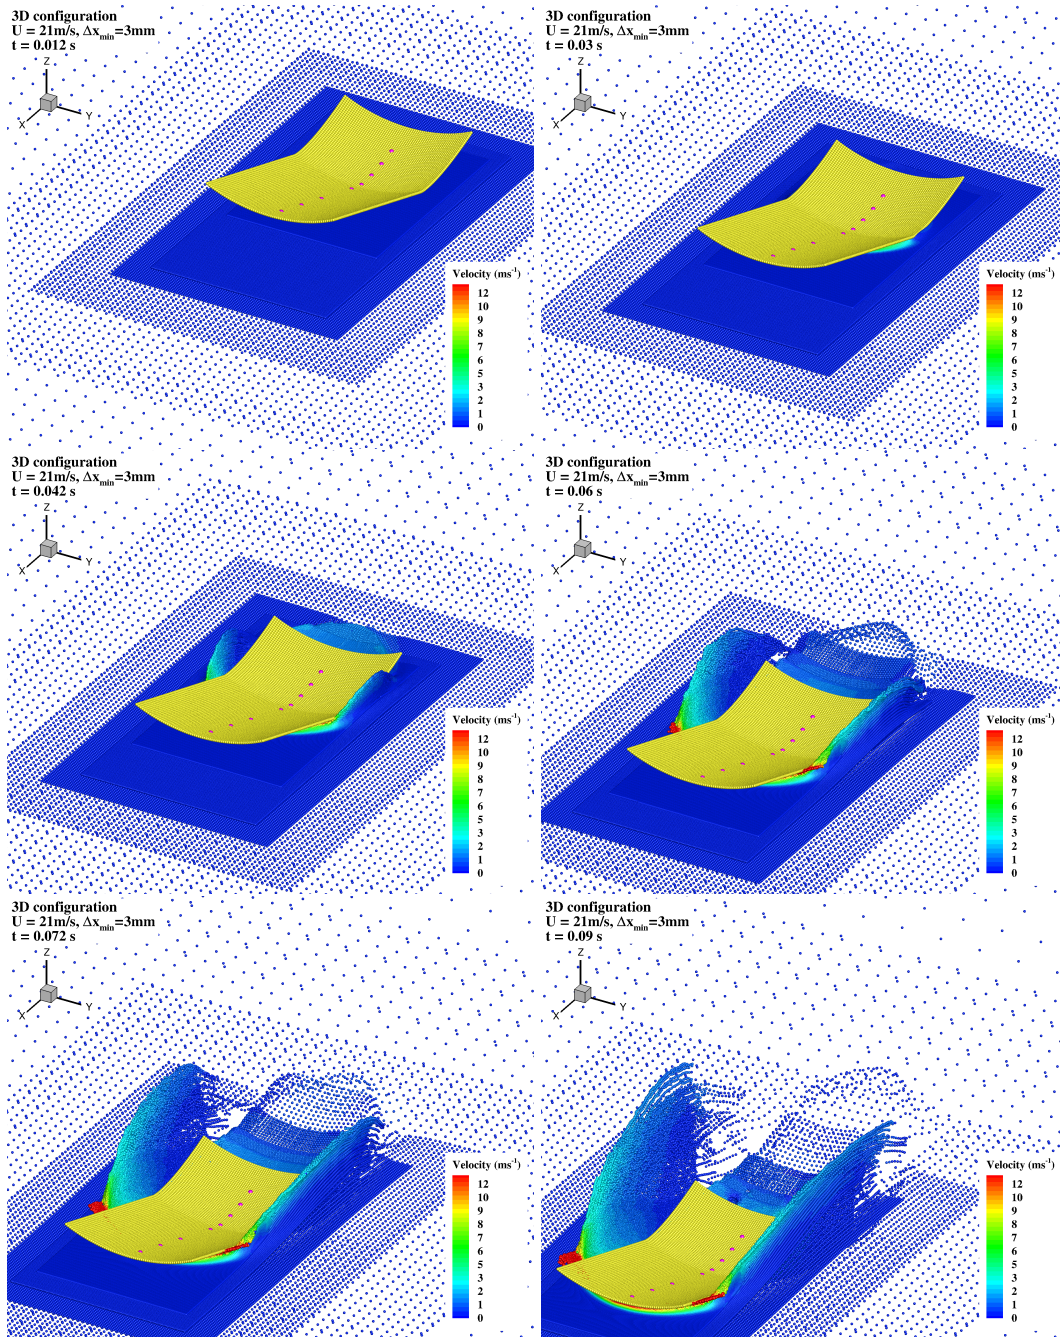 3D configuration
U = 21m/s, Δx_min=3mm
t = 0.012 s
Z
X
Y
Velocity (ms⁻¹)
12
10
9
8
7
6
5
3
2
1
0
3D configuration
U = 21m/s, Δx_min=3mm
t = 0.03 s
Z
X
Y
Velocity (ms⁻¹)
12
10
9
8
7
6
5
3
2
1
0
3D configuration
U = 21m/s, Δx_min=3mm
t = 0.042 s
Z
X
Y
Velocity (ms⁻¹)
12
10
9
8
7
6
5
3
2
1
0
3D configuration
U = 21m/s, Δx_min=3mm
t = 0.06 s
Z
X
Y
Velocity (ms⁻¹)
12
10
9
8
7
6
5
3
2
1
0
3D configuration
U = 21m/s, Δx_min=3mm
t = 0.072 s
Z
X
Y
Velocity (ms⁻¹)
12
10
9
8
7
6
5
3
2
1
0
3D configuration
U = 21m/s, Δx_min=3mm
t = 0.09 s
Z
X
Y
Velocity (ms⁻¹)
12
10
9
8
7
6
5
3
2
1
0